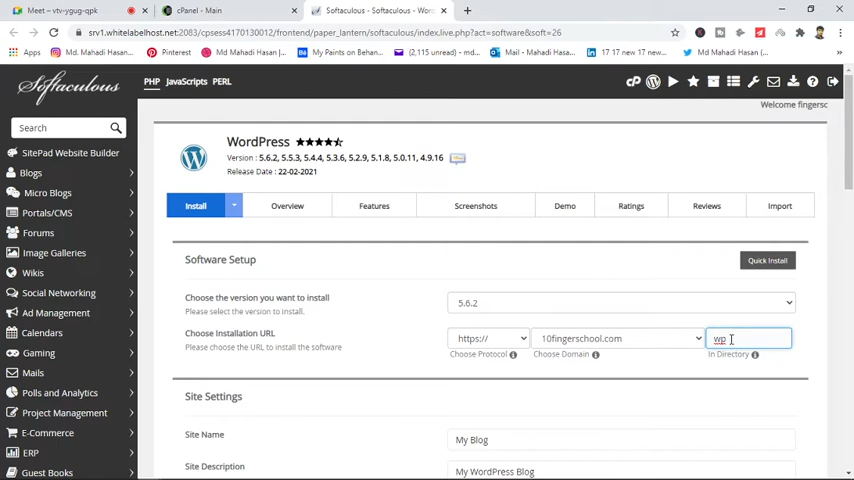 Meet – vtv-ygug-qpk
cPanel - Main
Softaculous - Softaculous - Wor
srv1.whitelabelhost.net:2083/cpsess4170130012/frontend/paper_lantern/softaculous/index.live.php?act=software&soft=26
Apps
Md. Mahadi Hasan |...
Pinterest
Md Mahadi Hasan (...
My Paints on Behan...
(2,115 unread) - md...
Mail - Mahadi Hasa...
17 17 new 17 new...
Md Mahadi Hasan (...
Softaculous
PHP JavaScripts PERL
Welcome fingersc
Search
SitePad Website Builder
Blogs
Micro Blogs
Portals/CMS
Forums
Image Galleries
Wikis
Social Networking
Ad Management
Calendars
Gaming
Mails
Polls and Analytics
Project Management
E-Commerce
ERP
Guest Books
WordPress
Version : 5.6.2, 5.5.3, 5.4.4, 5.3.6, 5.2.9, 5.1.8, 5.0.11, 4.9.16
Release Date : 22-02-2021
Install Overview Features Screenshots Demo Ratings Reviews Import
Software Setup
Quick Install
Choose the version you want to install
Please select the version to install.
5.6.2
Choose Installation URL
Please choose the URL to install the software
https:// 10fingerschool.com wp
Choose Protocol Choose Domain In Directory
Site Settings
Site Name
My Blog
Site Description
My WordPress Blog